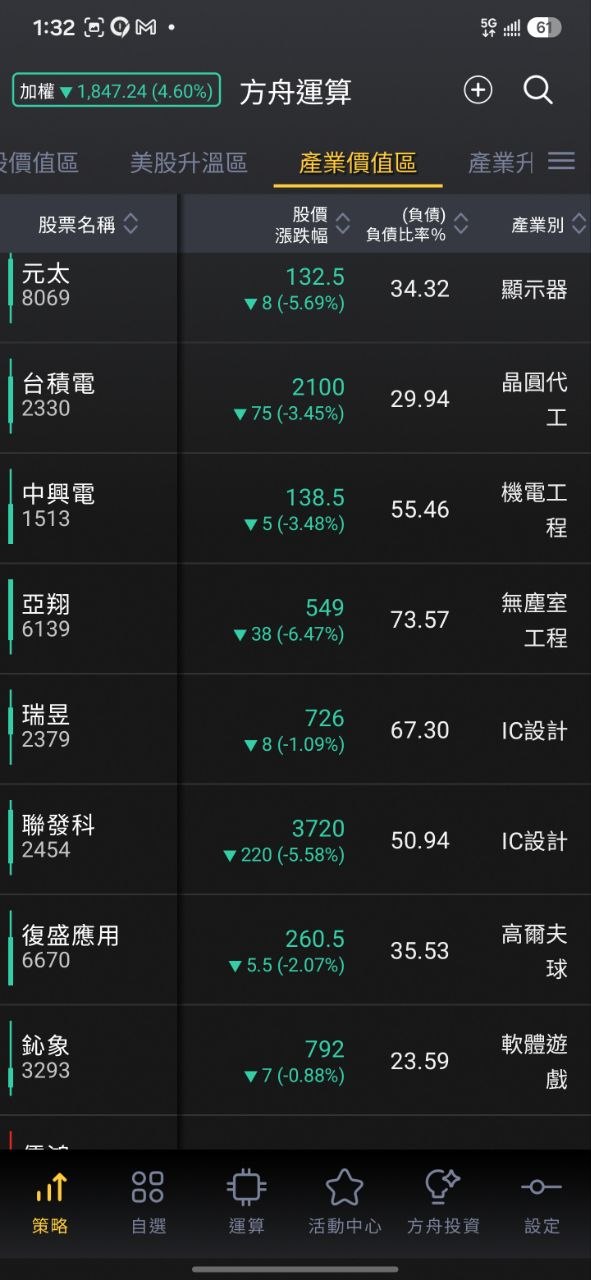 1:32
5G
61
加權▼1,847.24 (4.60%)
方舟運算
股價值區 美股升溫區 產業價值區 產業升
股票名稱 股價 漲跌幅 (負債) 負債比率% 產業別
元太
8069
132.5
▼8 (-5.69%)
34.32
顯示器
台積電
2330
2100
▼75 (-3.45%)
29.94
晶圓代
工
中興電
1513
138.5
▼5 (-3.48%)
55.46
機電工
程
亞翔
6139
549
▼38 (-6.47%)
73.57
無塵室
工程
瑞昱
2379
726
▼8 (-1.09%)
67.30
IC設計
聯發科
2454
3720
▼220 (-5.58%)
50.94
IC設計
復盛應用
6670
260.5
▼5.5 (-2.07%)
35.53
高爾夫
球
鈊象
3293
792
▼7 (-0.88%)
23.59
軟體遊
戲
策略 自選 運算 活動中心 方舟投資 設定